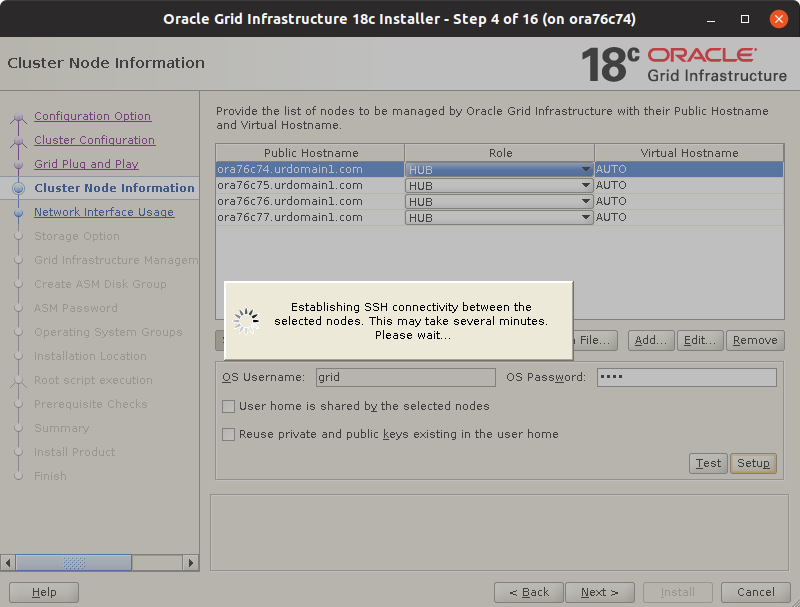 Oracle Grid Infrastructure 18c Installer - Step 4 of 16 (on ora76c74)
Cluster Node Information
18c ORACLE
Grid Infrastructure
Configuration Option
Cluster Configuration
Grid Plug and Play
Cluster Node Information
Network Interface Usage
Storage Option
Grid Infrastructure Managem
Create ASM Disk Group
ASM Password
Operating System Groups
Installation Location
Root script execution
Prerequisite Checks
Summary
Install Product
Finish
Provide the list of nodes to be managed by Oracle Grid Infrastructure with their Public Hostname
and Virtual Hostname.
Public Hostname Role Virtual Hostname
ora76c74.urdomain1.com HUB AUTO
ora76c75.urdomain1.com HUB AUTO
ora76c76.urdomain1.com HUB AUTO
ora76c77.urdomain1.com HUB AUTO
Establishing SSH connectivity between the
selected nodes. This may take several minutes.
Please wait...
File... Add... Edit... Remove
OS Username: grid OS Password: ••••
User home is shared by the selected nodes
Reuse private and public keys existing in the user home
Test Setup
Help < Back Next > Install Cancel